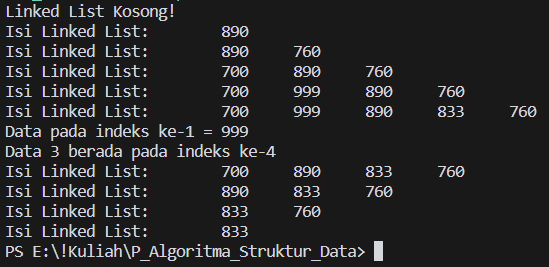 Linked List Kosong!
Isi Linked List: 890
Isi Linked List: 890 760
Isi Linked List: 700 890 760
Isi Linked List: 700 999 890 760
Isi Linked List: 700 999 890 833 760
Data pada indeks ke-1 = 999
Data 3 berada pada indeks ke-4
Isi Linked List: 700 890 833 760
Isi Linked List: 890 833 760
Isi Linked List: 833 760
Isi Linked List: 833
PS E:\!Kuliah\P_Algoritma_Struktur_Data>